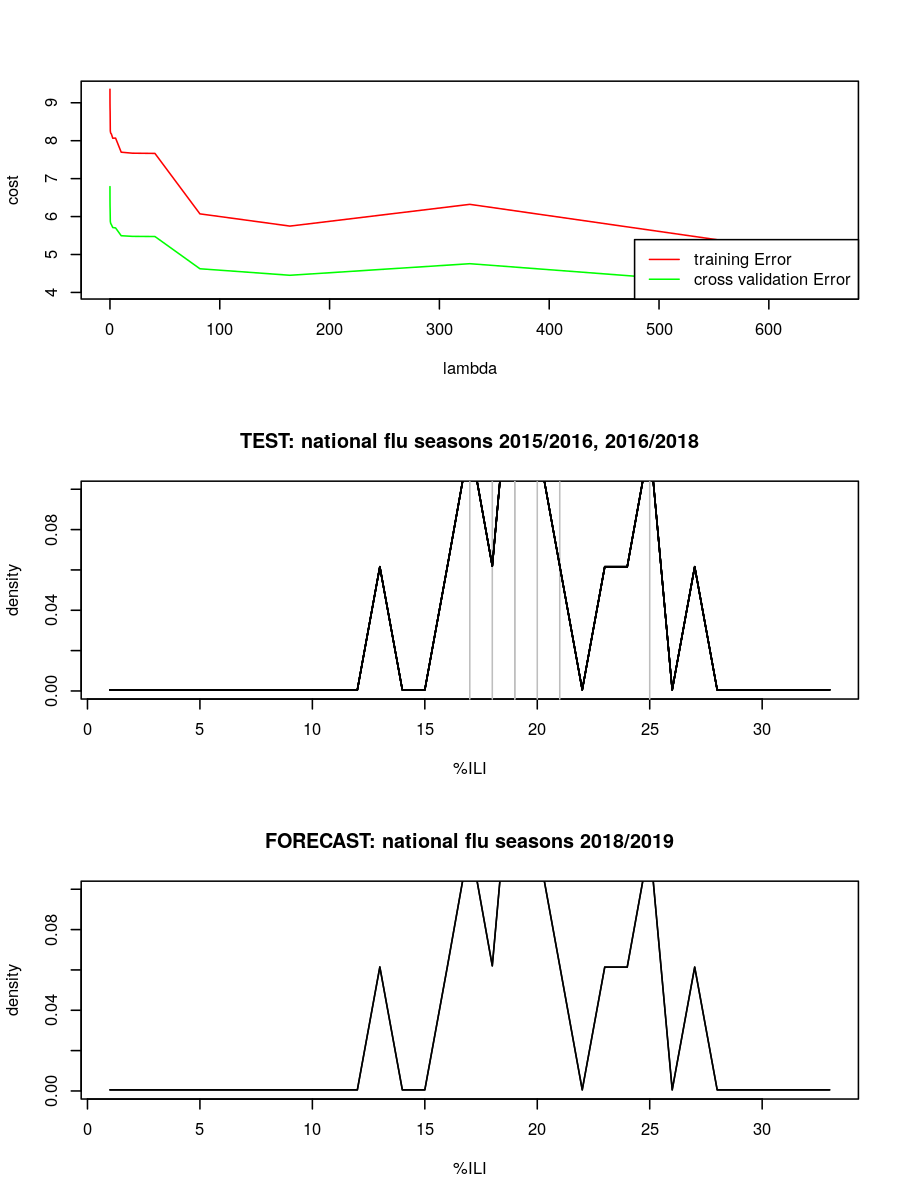 9
8
7
6
5
4
cost
training Error
cross validation Error
0 100 200 300 400 500 600
lambda
TEST: national flu seasons 2015/2016, 2016/2018
0.08
0.04
0.00
density
0 5 10 15 20 25 30
%ILI
FORECAST: national flu seasons 2018/2019
0.08
0.04
0.00
density
0 5 10 15 20 25 30
%ILI